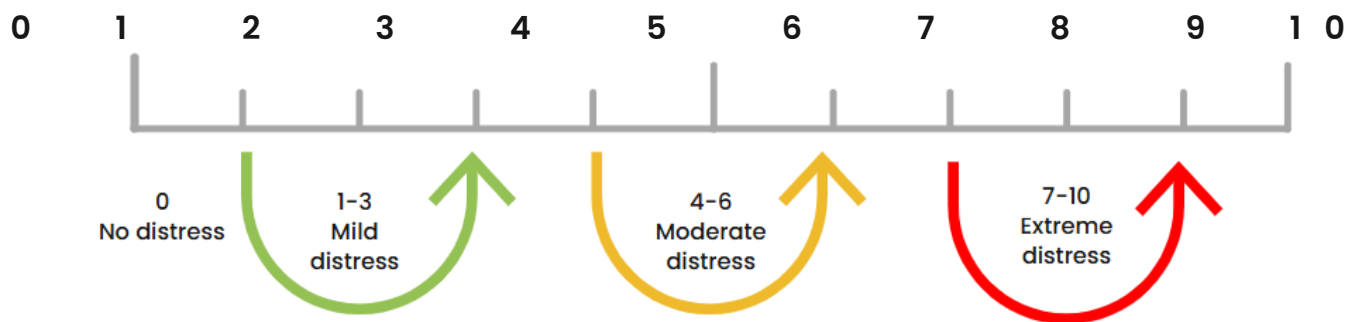 0 1 2 3 4 5 6 7 8 9 1 0
0
No distress
1-3
Mild
distress
4-6
Moderate
distress
7-10
Extreme
distress